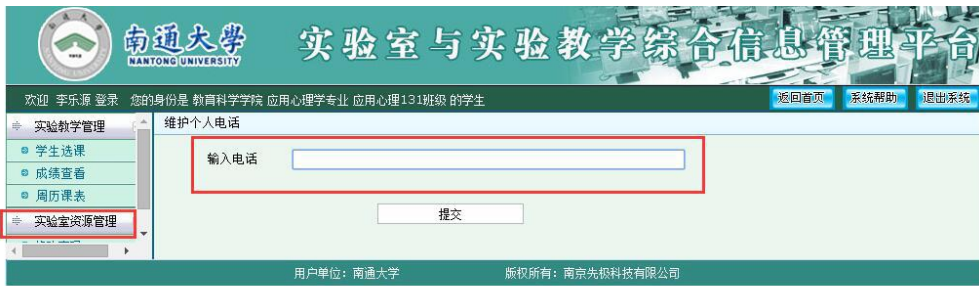 南通大学
NANTONG UNIVERSITY
实验室与实验教学综合信息管理平台
欢迎 李乐源 登录 您的身份是 教育科学学院 应用心理学专业 应用心理131班级 的学生
返回首页 系统帮助 退出系统
实验教学管理
维护个人电话
学生选课
输入电话
成绩查看
周历课表
实验室资源管理
提交
用户单位：南通大学 版权所有：南京先极科技有限公司